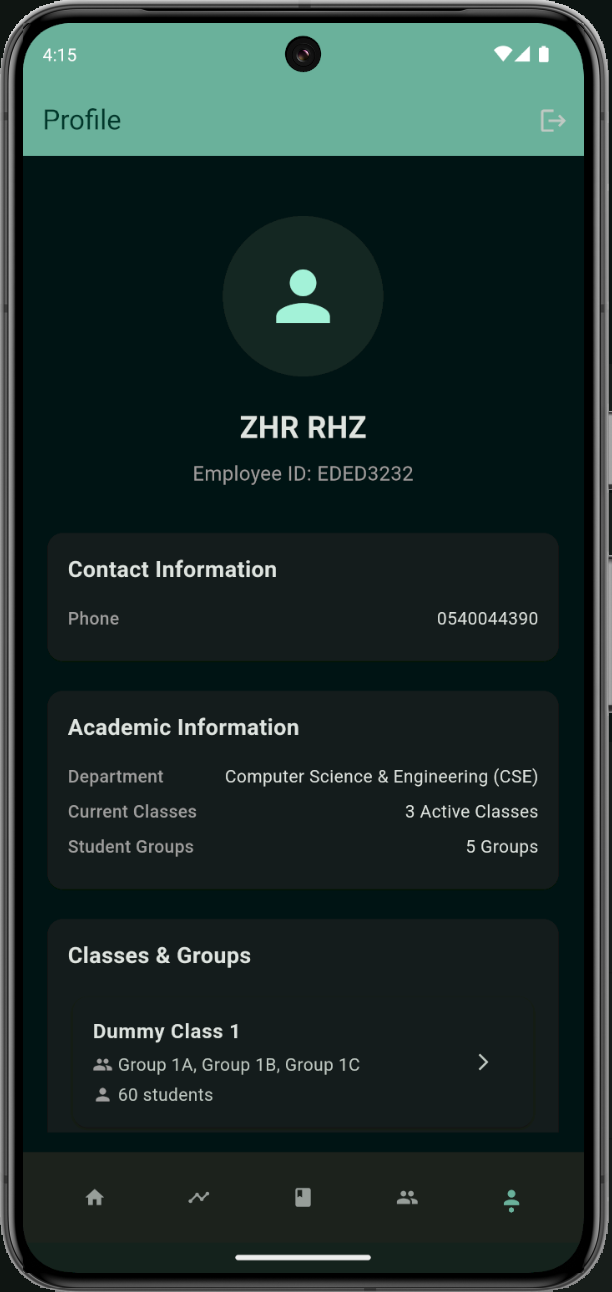 4:15
Profile
ZHR RHZ
Employee ID: EDED3232
Contact Information
Phone 0540044390
Academic Information
Department Computer Science & Engineering (CSE)
Current Classes 3 Active Classes
Student Groups 5 Groups
Classes & Groups
Dummy Class 1
Group 1A, Group 1B, Group 1C
60 students